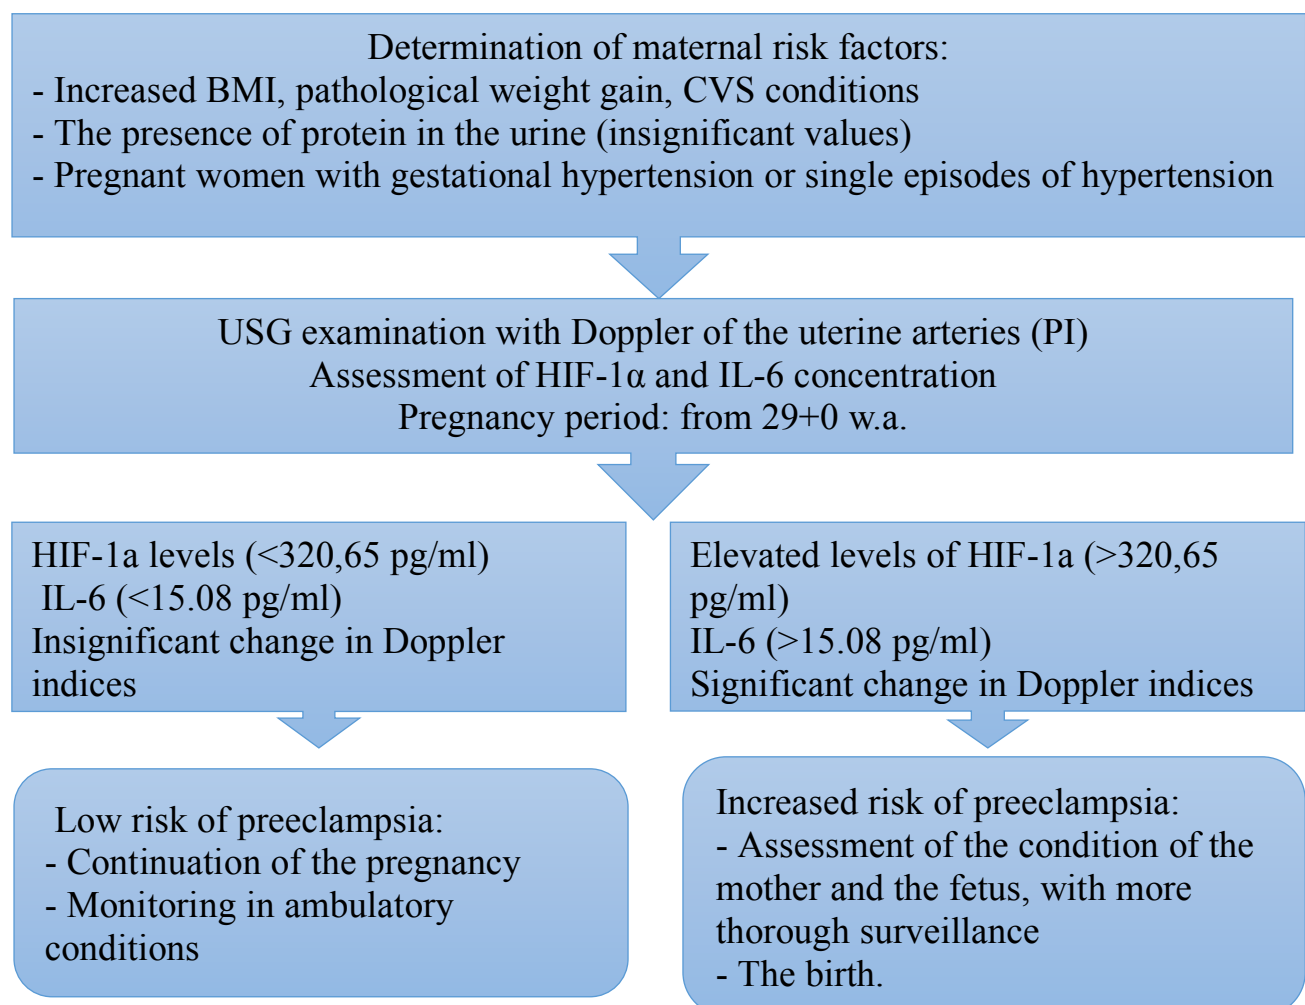 Determination of maternal risk factors:
- Increased BMI, pathological weight gain, CVS conditions
- The presence of protein in the urine (insignificant values)
- Pregnant women with gestational hypertension or single episodes of hypertension
USG examination with Doppler of the uterine arteries (PI)
Assessment of HIF-1α and IL-6 concentration
Pregnancy period: from 29+0 w.a.
HIF-1a levels (<320,65 pg/ml)
IL-6 (<15.08 pg/ml)
Insignificant change in Doppler
indices
Elevated levels of HIF-1a (>320,65
pg/ml)
IL-6 (>15.08 pg/ml)
Significant change in Doppler indices
Low risk of preeclampsia:
- Continuation of the pregnancy
- Monitoring in ambulatory
conditions
Increased risk of preeclampsia:
- Assessment of the condition of the
mother and the fetus, with more
thorough surveillance
- The birth.